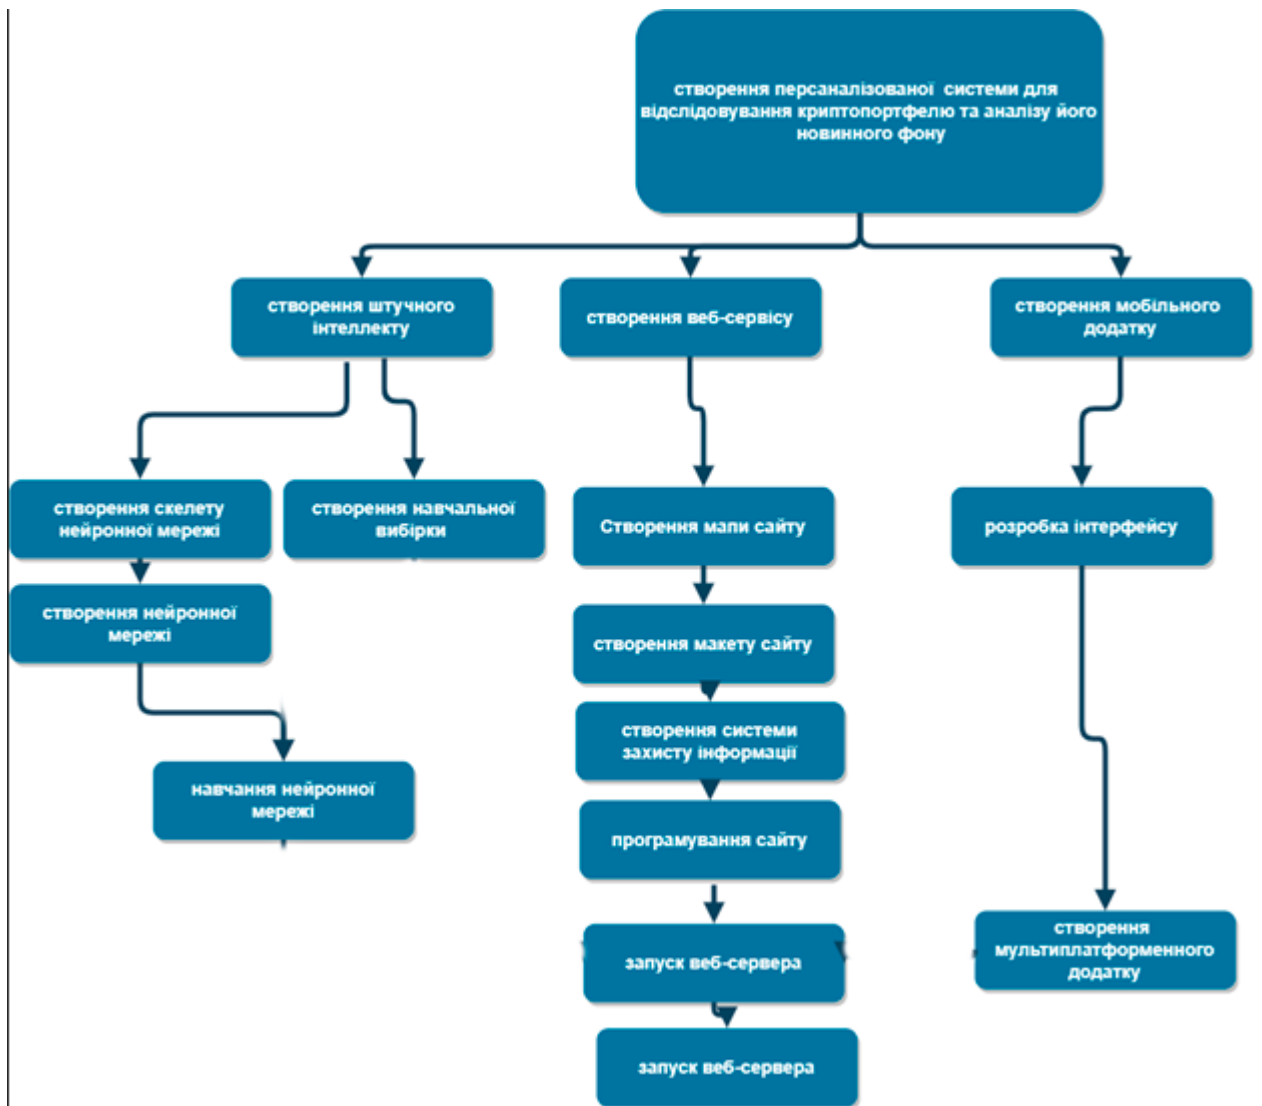 створення персаналізованої системи для
відслідовування криптопортфелю та аналізу його
новинного фону
створення штучного
інтеллекту
створення веб-сервісу
створення мобільного
додатку
створення скелету
нейронної мережі
створення навчальної
вибірки
Створення мапи сайту
розробка інтерфейсу
створення нейронної
мережі
створення макету сайту
створення системи
захисту інформації
навчання нейронної
мережі
програмування сайту
запуск веб-сервера
створення
мультиплатформенного
додатку
запуск веб-сервера